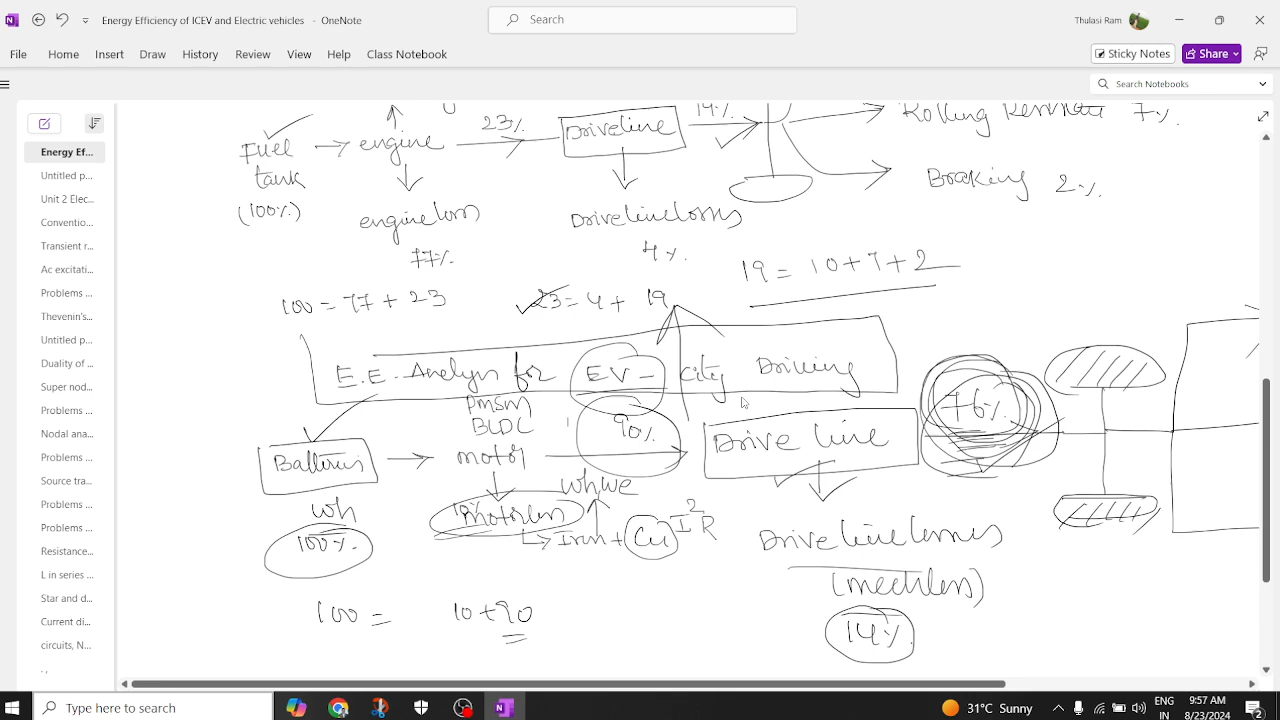 Energy Efficiency of ICEV and Electric vehicles - OneNote
Search
Thulasi Ram
File Home Insert Draw History Review View Help Class Notebook
Sticky Notes
Share
Search Notebooks
Energy Ef...
Untitled p...
Unit 2 Elec...
Conventio...
Transient r...
Ac excitati...
Problems ...
Thevenin's...
Untitled p...
Duality of ...
Super nod...
Problems ...
Nodal ana...
Problems ...
Source tra...
Problems ...
Problems ...
Resistance...
L in series ...
Star and d...
Current di...
circuits, N...
Fuel tank
(100%)
engine
23%
Driveline
14%
Rolling
7%
Braking 2%
engine loss
77%
Driveline losses
4%
19 = 10+7+2
100 = 77 + 23
23 = 4 + 19
E.E. Analysis for EV - City Driving
PMSM
BLDC
Batteries
motor
90%
Drive line
76%
wh
100%
10%
motor loss
Iron + Cu I²R
Drive line losses
(mech loss)
14%
100 = 10+90
Type here to search
31°C Sunny
ENG
IN
9:57 AM
8/23/2024
2